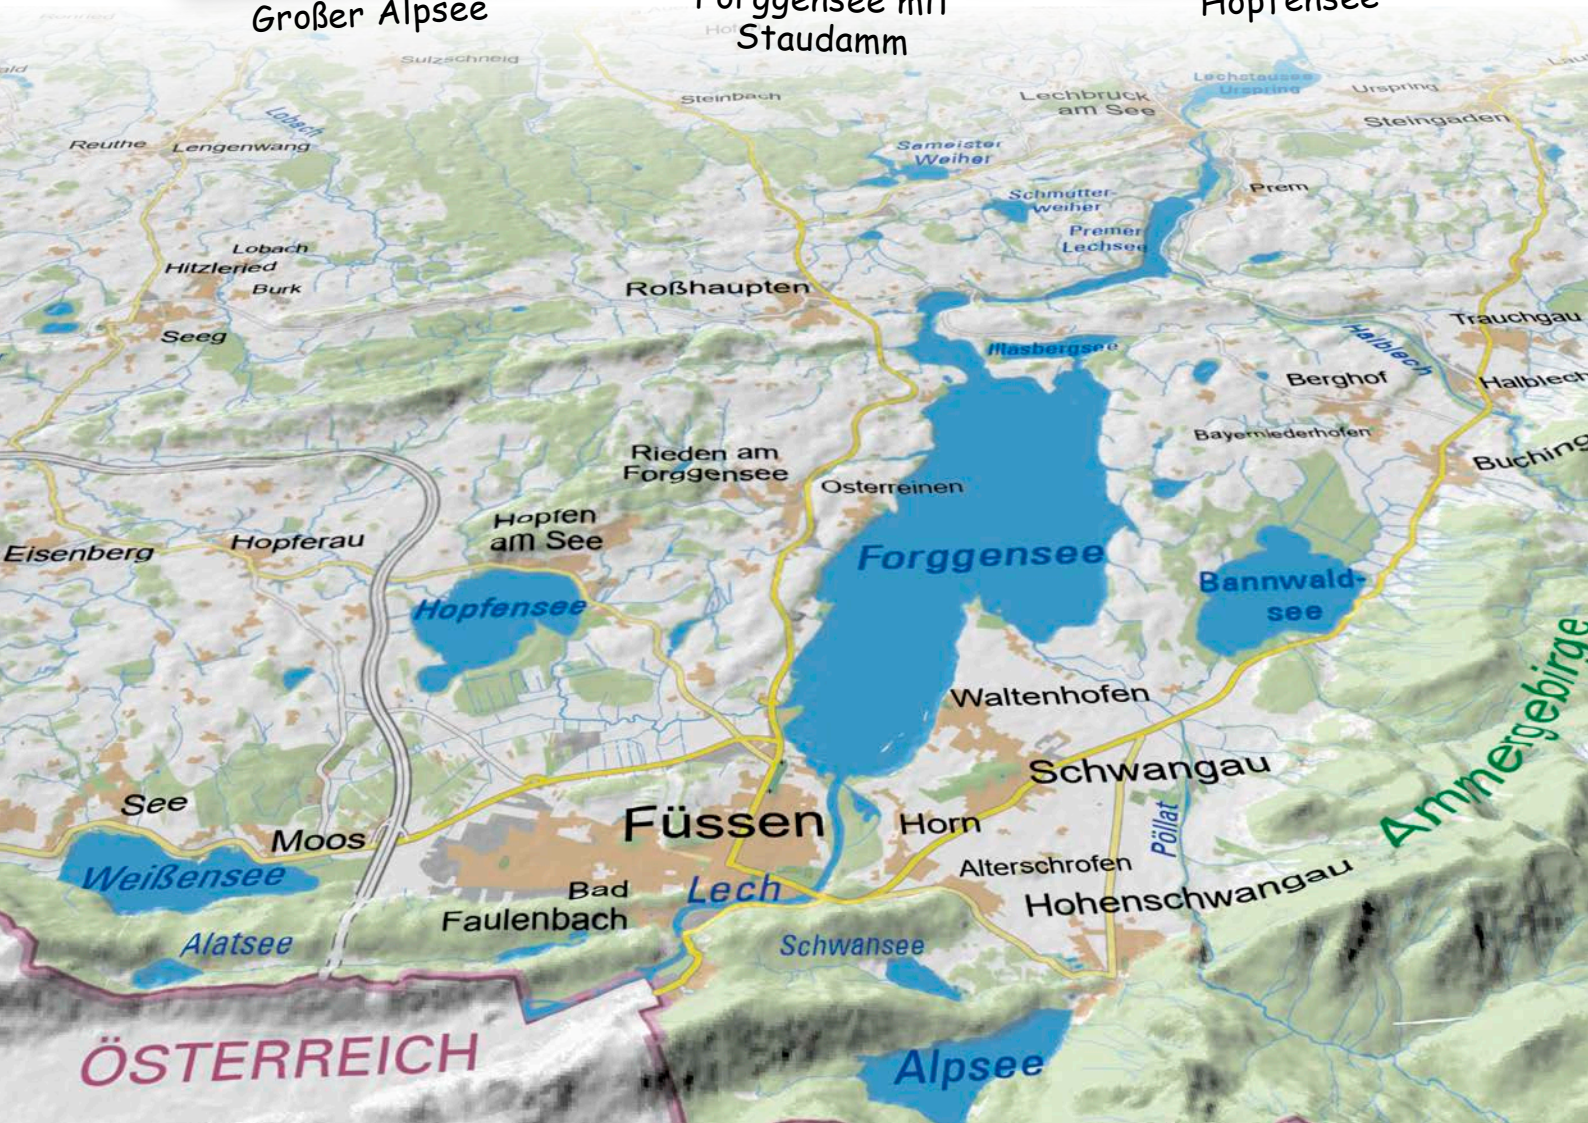 Großer Alpsee
Forggensee mit
Staudamm
Hopfensee
Sulzschneid
Steinbach
Lechbruck
am See
Lechstausee
Urspring
Urspring
Steingaden
Lobach
Reuthe
Lengenwang
Sameister
Weiher
Schmutter-
weiher
Prem
Premer
Lechsee
Lobach
Hitzleried
Burk
Seeg
Roßhaupten
Illasbergsee
Halblech
Trauchgau
Berghof
Halblech
Bayerniederhofen
Buching
Rieden am
Forggensee
Osterreinen
Hopfen
am See
Eisenberg
Hopferau
Forggensee
Hopfensee
Bannwald-
see
Ammergebirge
Waltenhofen
Schwangau
See
Moos
Füssen
Horn
Pöllat
Weißensee
Bad
Faulenbach
Lech
Alterschrofen
Hohenschwangau
Alatsee
Schwansee
ÖSTERREICH
Alpsee